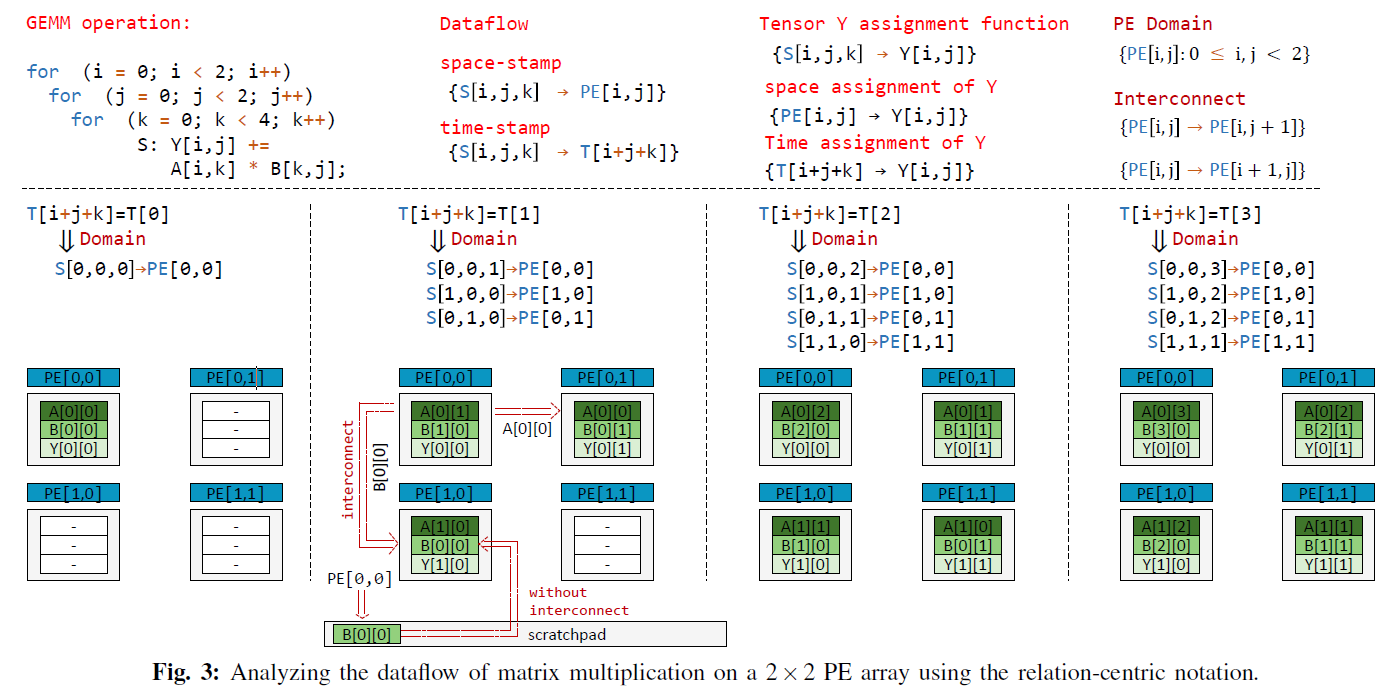 GEMM operation:
for (i = 0; i < 2; i++)
for (j = 0; j < 2; j++)
for (k = 0; k < 4; k++)
S: Y[i,j] +=
A[i,k] * B[k,j];
Dataflow
space-stamp
{S[i,j,k] → PE[i,j]}
time-stamp
{S[i,j,k] → T[i+j+k]}
Tensor Y assignment function
{S[i,j,k] → Y[i,j]}
space assignment of Y
{PE[i,j] → Y[i,j]}
Time assignment of Y
{T[i+j+k] → Y[i,j]}
PE Domain
{PE[i,j]: 0 ≤ i, j < 2}
Interconnect
{PE[i,j] → PE[i,j + 1]}
{PE[i,j] → PE[i + 1,j]}
T[i+j+k]=T[0]
⇓ Domain
S[0,0,0]→PE[0,0]
PE[0,0]
A[0][0]
B[0][0]
Y[0][0]
PE[0,1]
-
-
-
PE[1,0]
-
-
-
PE[1,1]
-
-
-
T[i+j+k]=T[1]
⇓ Domain
S[0,0,1]→PE[0,0]
S[1,0,0]→PE[1,0]
S[0,1,0]→PE[0,1]
PE[0,0]
A[0][1]
B[1][0]
Y[0][0]
A[0][0]
PE[0,1]
A[0][0]
B[0][1]
Y[0][1]
interconnect
B[0][0]
PE[1,0]
A[1][0]
B[0][0]
Y[1][0]
PE[1,1]
-
-
-
PE[0,0]
without
interconnect
B[0][0]
scratchpad
T[i+j+k]=T[2]
⇓ Domain
S[0,0,2]→PE[0,0]
S[1,0,1]→PE[1,0]
S[0,1,1]→PE[0,1]
S[1,1,0]→PE[1,1]
PE[0,0]
A[0][2]
B[2][0]
Y[0][0]
PE[0,1]
A[0][1]
B[1][1]
Y[0][1]
PE[1,0]
A[1][1]
B[1][0]
Y[1][0]
PE[1,1]
A[1][0]
B[0][1]
Y[1][1]
T[i+j+k]=T[3]
⇓ Domain
S[0,0,3]→PE[0,0]
S[1,0,2]→PE[1,0]
S[0,1,2]→PE[0,1]
S[1,1,1]→PE[1,1]
PE[0,0]
A[0][3]
B[3][0]
Y[0][0]
PE[0,1]
A[0][2]
B[2][1]
Y[0][1]
PE[1,0]
A[1][2]
B[2][0]
Y[1][0]
PE[1,1]
A[1][1]
B[1][1]
Y[1][1]
Fig. 3: Analyzing the dataflow of matrix multiplication on a 2×2 PE array using the relation-centric notation.